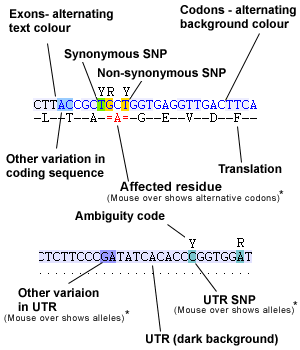 Exons- alternating
text colour
Codons - alternating
background colour
Synonymous SNP
Non-synonymous SNP
YR Y
CTTACCGCTGCTGGTGAGGTTGACTTCA
–L––T––A–=A=–G––E––V––D––F–
Other variation in
coding sequence
Translation
Affected residue
(Mouse over shows alternative codons)*
Ambiguity code
Y R
CTCTTCCCGATATCACACCCGGTGGAT
Other variaion
in UTR
(Mouse over shows alleles)*
UTR SNP
(Mouse over shows alleles)*
UTR (dark background)